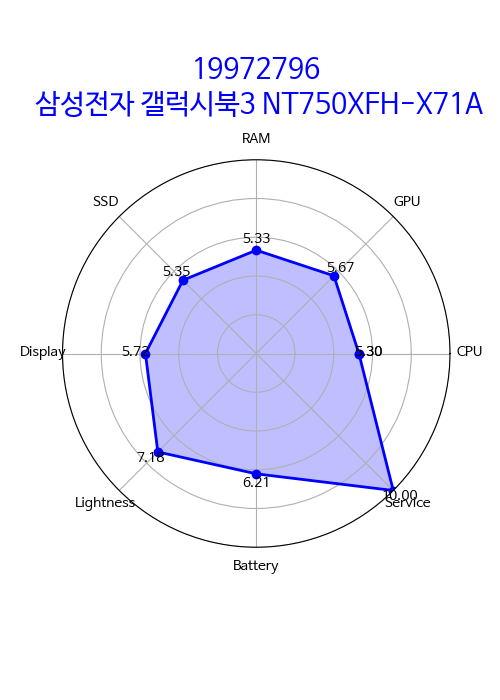 19972796
삼성전자 갤럭시북3 NT750XFH-X71A
RAM
SSD
GPU
5.33
5.35
5.67
Display
5.73
5.30
CPU
7.18
6.21
10.00
Lightness
Service
Battery